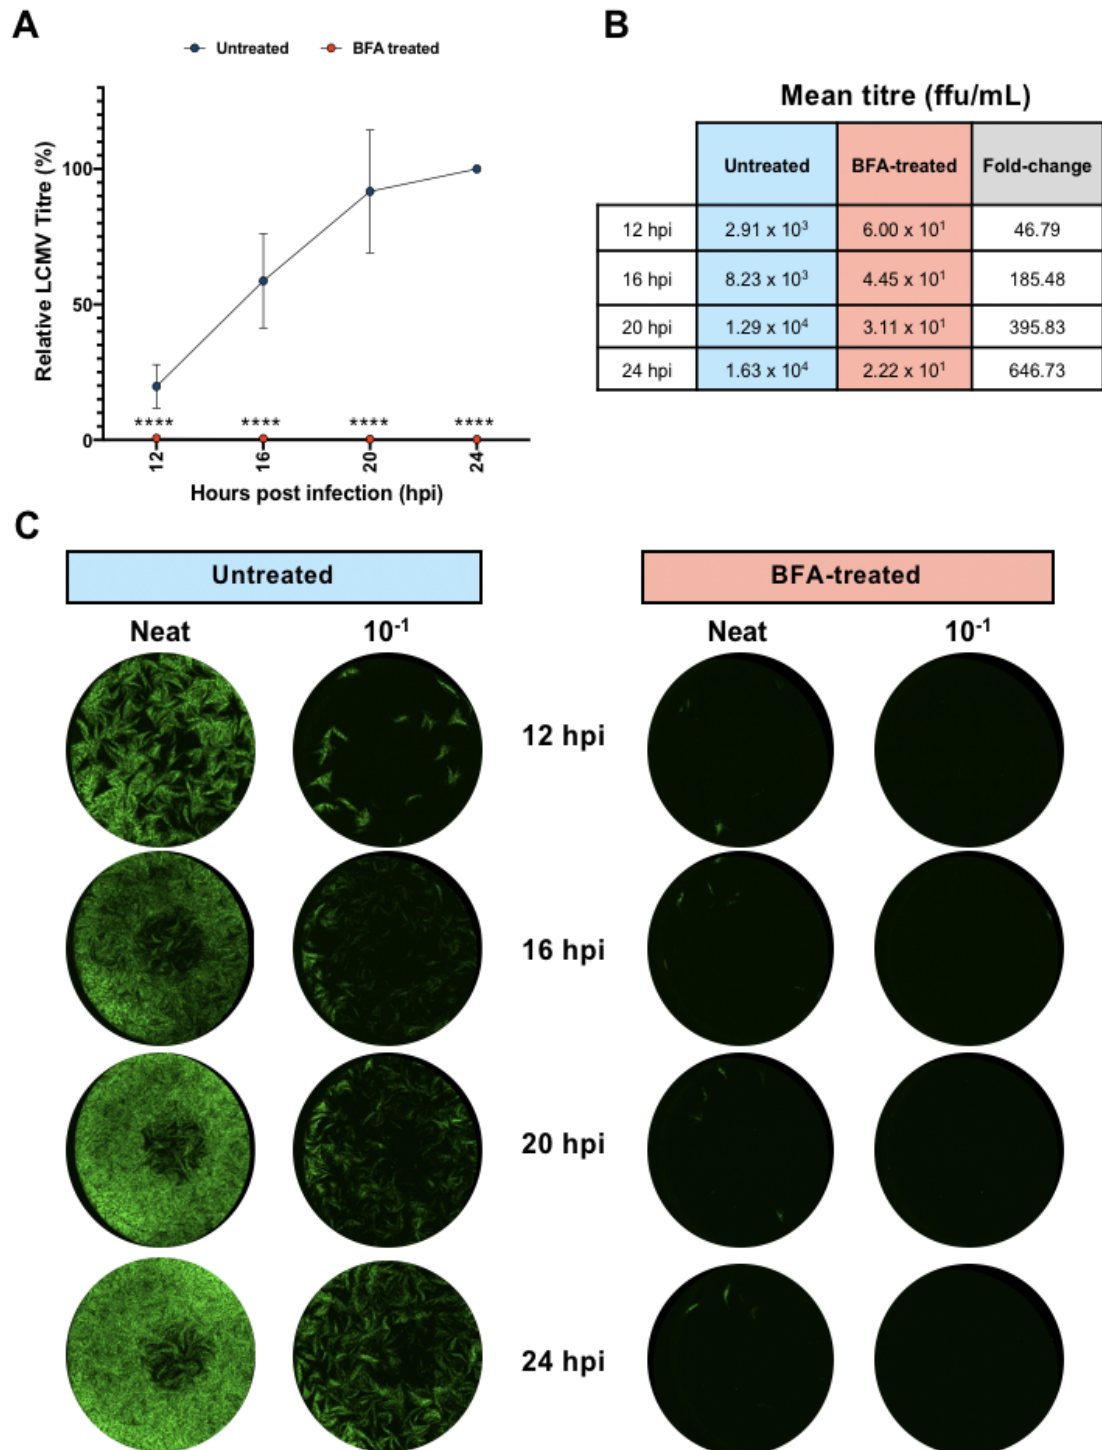 A
Untreated
BFA treated
Relative LCMV Titre (%)
100
50
0
****
****
****
****
12
16
20
24
Hours post infection (hpi)
B
Mean titre (ffu/mL)
Untreated BFA-treated Fold-change
12 hpi 2.91 x 10³ 6.00 x 10¹ 46.79
16 hpi 8.23 x 10³ 4.45 x 10¹ 185.48
20 hpi 1.29 x 10⁴ 3.11 x 10¹ 395.83
24 hpi 1.63 x 10⁴ 2.22 x 10¹ 646.73
C
Untreated
BFA-treated
Neat 10⁻¹
Neat 10⁻¹
12 hpi
16 hpi
20 hpi
24 hpi